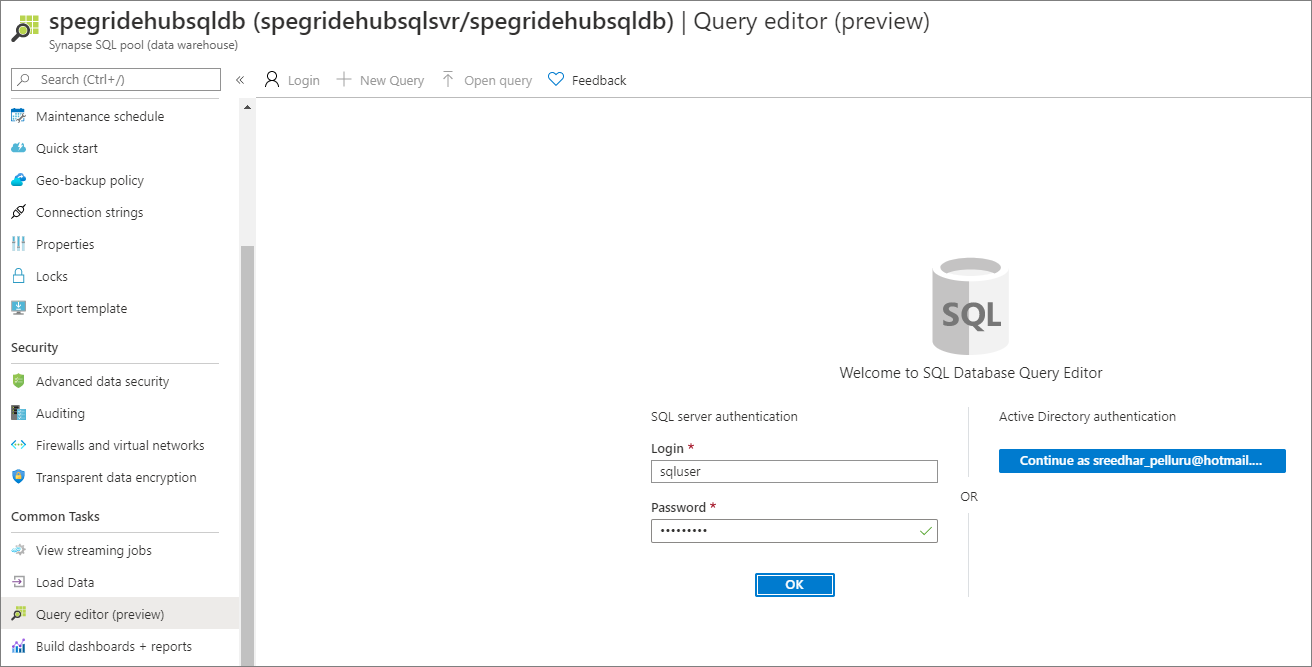 spegridehubsqldb (spegridehubsqlsvr/spegridehubsqldb) | Query editor (preview)
Synapse SQL pool (data warehouse)
Search (Ctrl+/)
«
Login
New Query
Open query
Feedback
Maintenance schedule
Quick start
Geo-backup policy
Connection strings
Properties
Locks
Export template
Security
Advanced data security
Auditing
Firewalls and virtual networks
Transparent data encryption
Common Tasks
View streaming jobs
Load Data
Query editor (preview)
Build dashboards + reports
SQL
Welcome to SQL Database Query Editor
SQL server authentication
Login *
sqluser
Password *
•••••••••
OK
OR
Active Directory authentication
Continue as sreedhar_pelluru@hotmail....